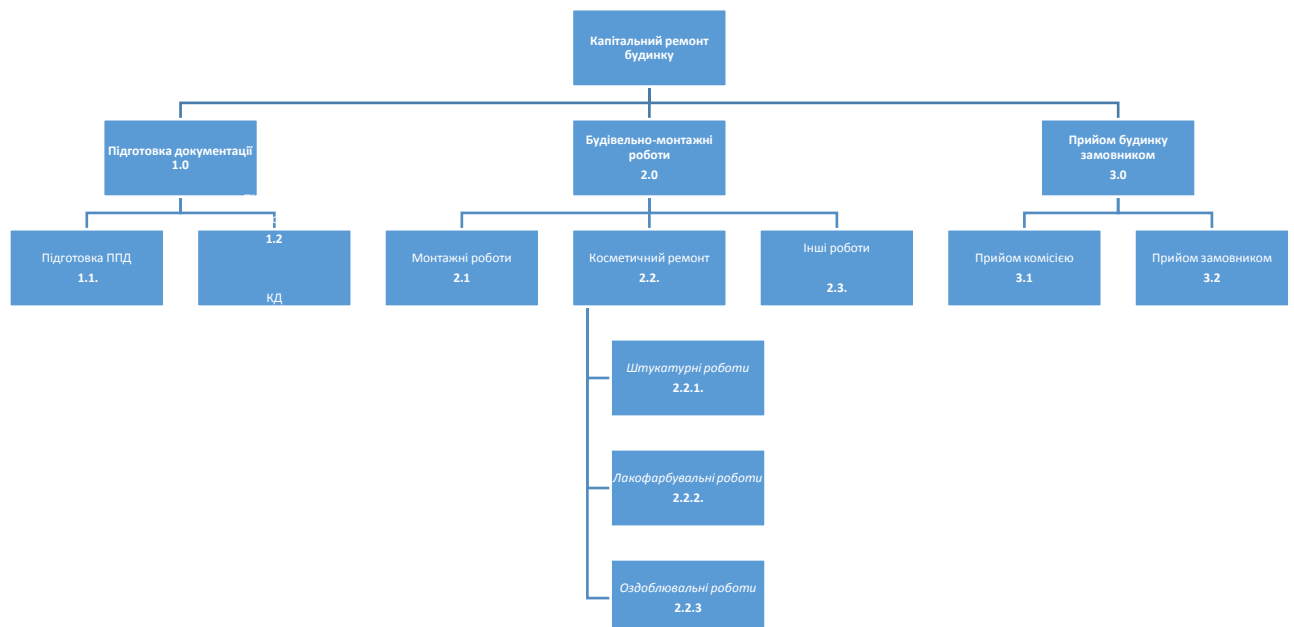 Капітальний ремонт
будинку
Підготовка документації
1.0
Будівельно-монтажні
роботи
2.0
Прийом будинку
замовником
3.0
Підготовка ППД
1.1.
1.2
КД
Монтажні роботи
2.1
Косметичний ремонт
2.2.
Інші роботи
2.3.
Прийом комісією
3.1
Прийом замовником
3.2
Штукатурні роботи
2.2.1.
Лакофарбувальні роботи
2.2.2.
Оздоблювальні роботи
2.2.3